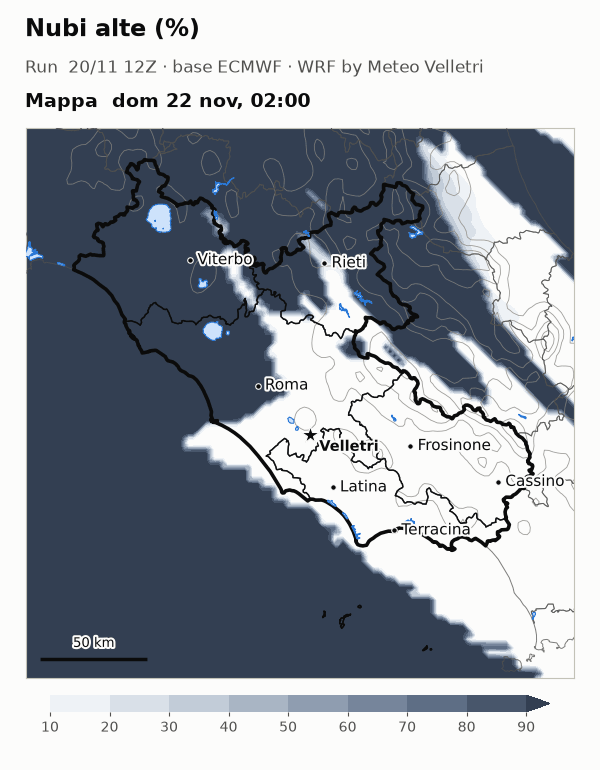 Nubi alte (%)
Run  20/11 12Z · base ECMWF · WRF by Meteo Velletri
Mappa  dom 22 nov, 02:00
Viterbo
Rieti
Roma
Velletri
Frosinone
Cassino
Latina
Terracina
50 km
10 20 30 40 50 60 70 80 90